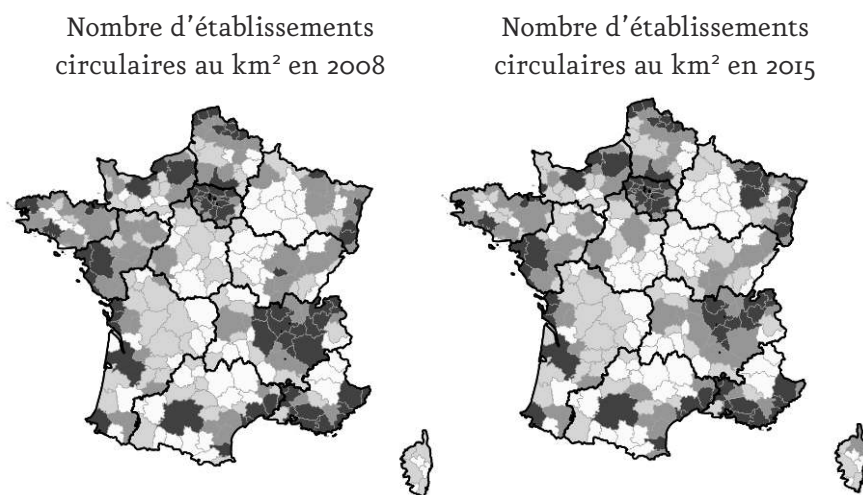 Nombre d'établissements
circulaires au km² en 2008
Nombre d'établissements
circulaires au km² en 2015